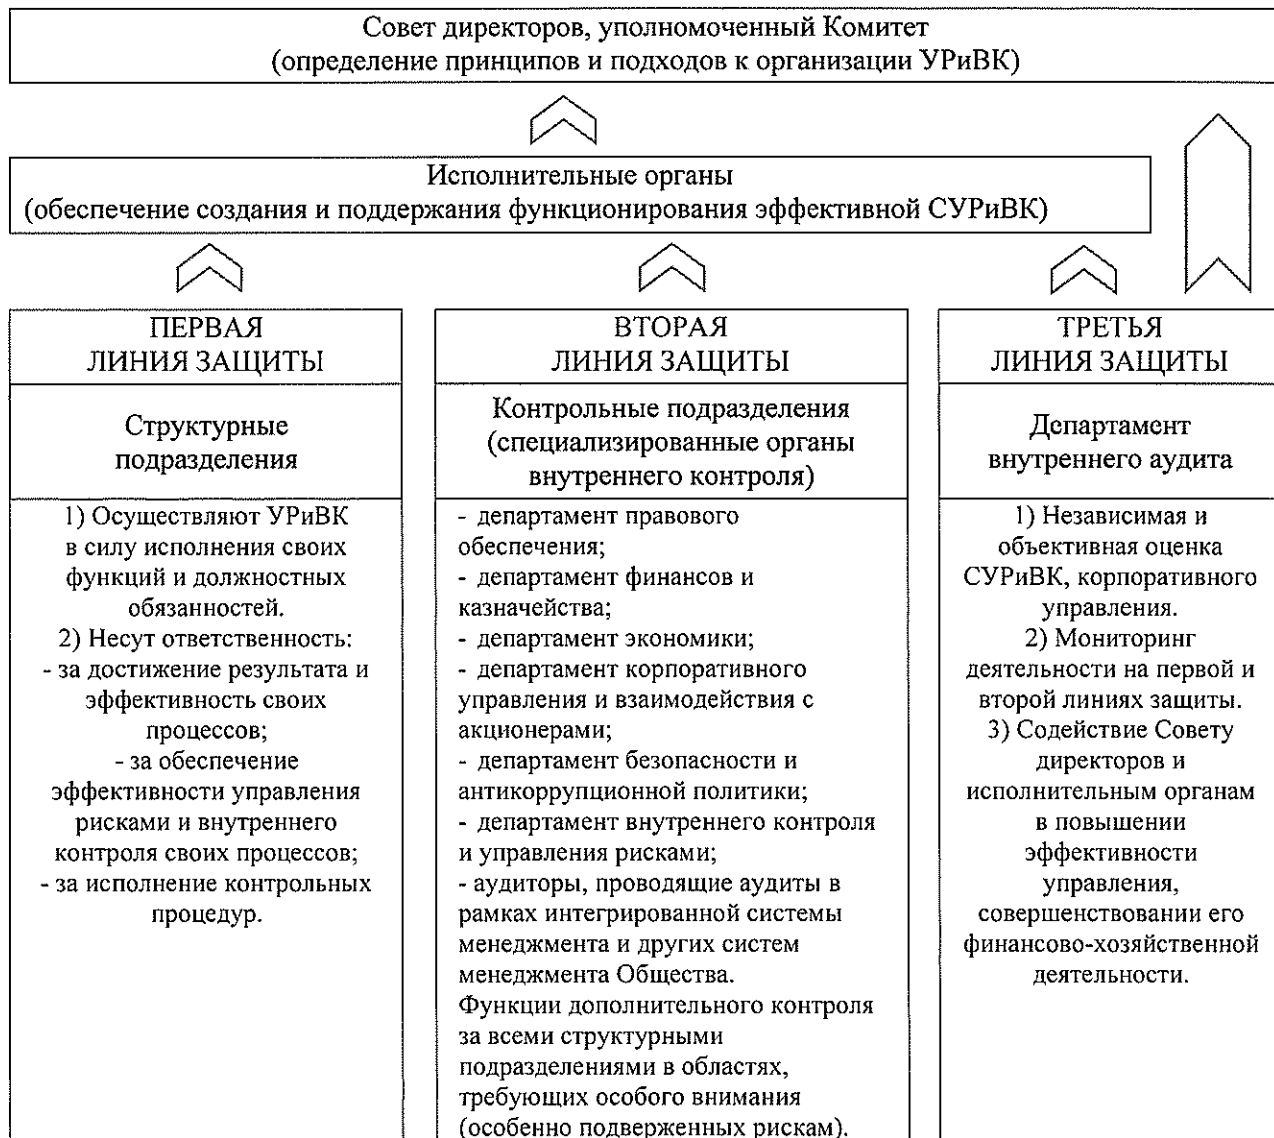 Совет директоров, уполномоченный Комитет
(определение принципов и подходов к организации УРиВК)
Исполнительные органы
(обеспечение создания и поддержания функционирования эффективной СУРиВК)
ПЕРВАЯ
ЛИНИЯ ЗАЩИТЫ
Структурные
подразделения
1) Осуществляют УРиВК
в силу исполнения своих
функций и должностных
обязанностей.
2) Несут ответственность:
- за достижение результата и
эффективность своих
процессов;
- за обеспечение
эффективности управления
рисками и внутреннего
контроля своих процессов;
- за исполнение контрольных
процедур.
ВТОРАЯ
ЛИНИЯ ЗАЩИТЫ
Контрольные подразделения
(специализированные органы
внутреннего контроля)
- департамент правового
обеспечения;
- департамент финансов и
казначейства;
- департамент экономики;
- департамент корпоративного
управления и взаимодействия с
акционерами;
- департамент безопасности и
антикоррупционной политики;
- департамент внутреннего контроля
и управления рисками;
- аудиторы, проводящие аудиты в
рамках интегрированной системы
менеджмента и других систем
менеджмента Общества.
Функции дополнительного контроля
за всеми структурными
подразделениями в областях,
требующих особого внимания
(особенно подверженных рискам).
ТРЕТЬЯ
ЛИНИЯ ЗАЩИТЫ
Департамент
внутреннего аудита
1) Независимая и
объективная оценка
СУРиВК, корпоративного
управления.
2) Мониторинг
деятельности на первой и
второй линиях защиты.
3) Содействие Совету
директоров и
исполнительным органам
в повышении
эффективности
управления,
совершенствовании его
финансово-хозяйственной
деятельности.